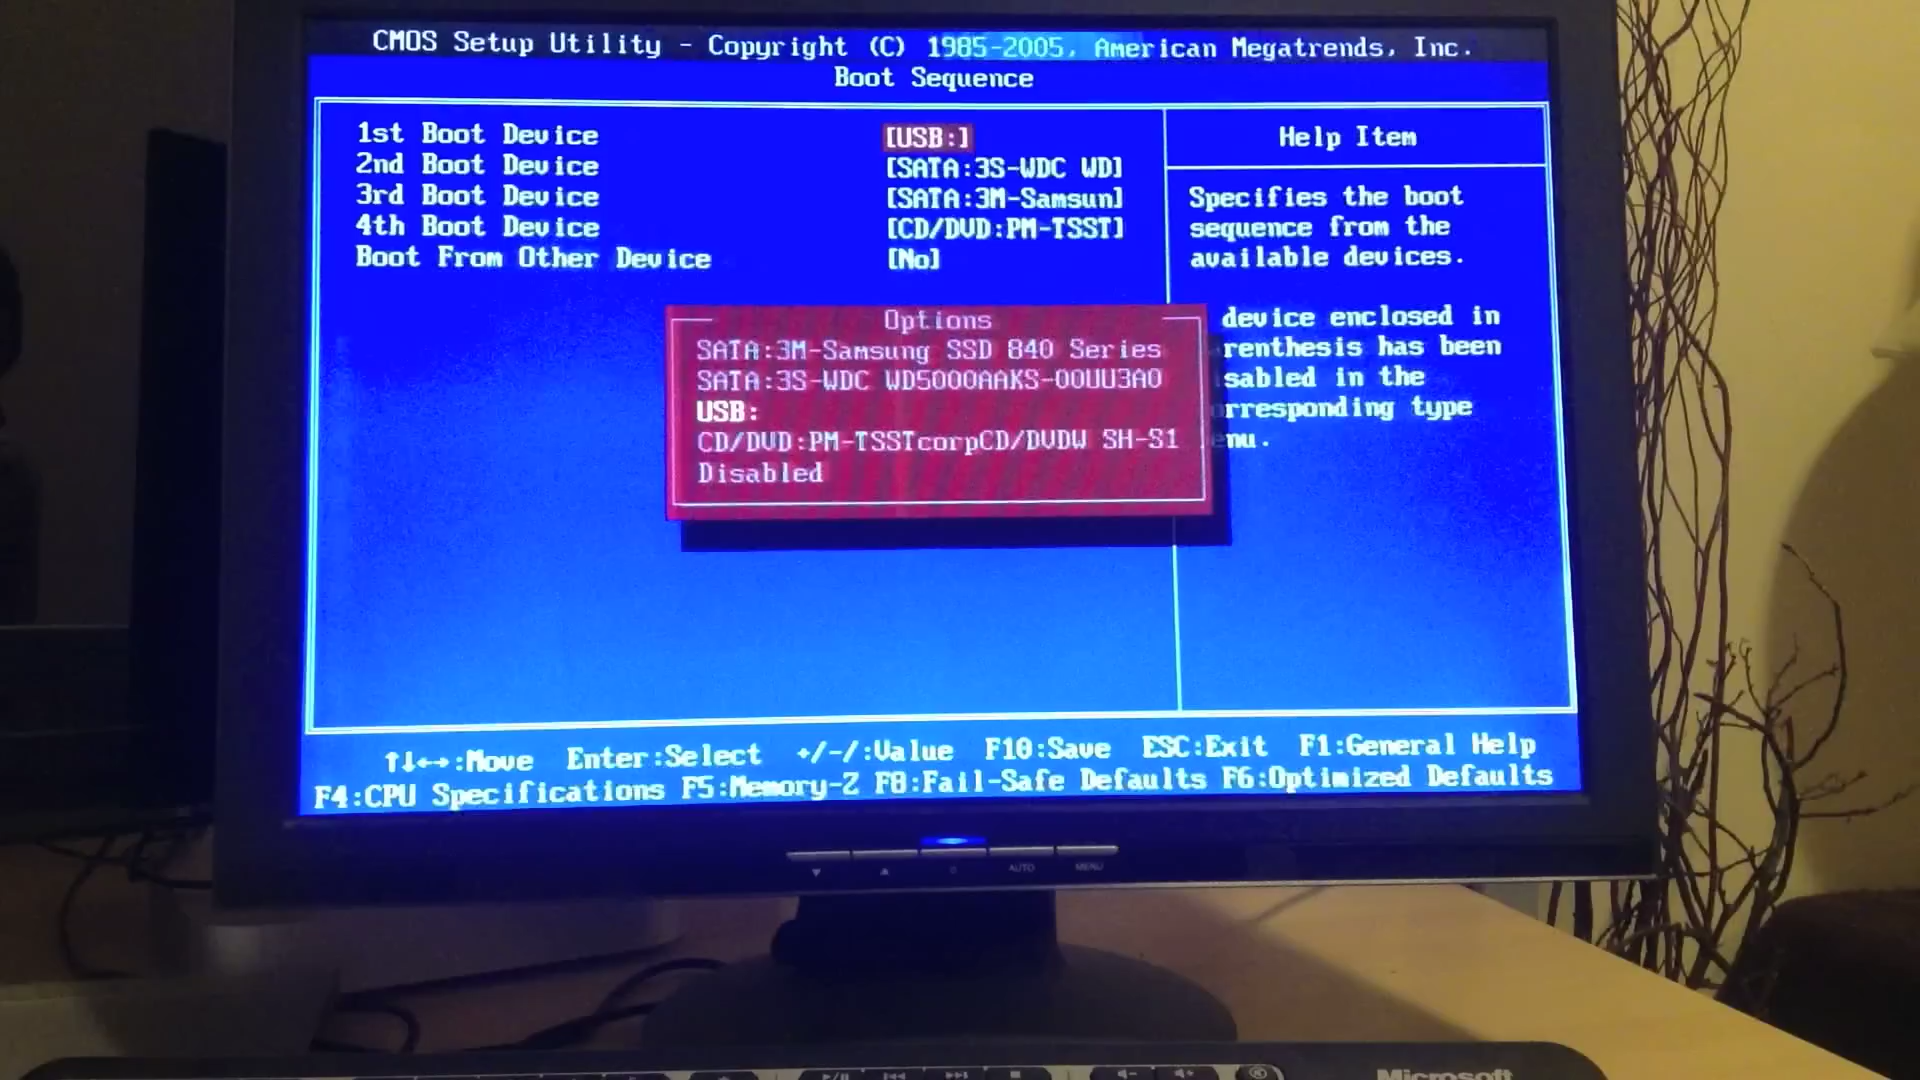 CMOS Setup Utility - Copyright (C) 1985-2005, American Megatrends, Inc.
Boot Sequence
1st Boot Device [USB:]
2nd Boot Device [SATA:3S-WDC WD]
3rd Boot Device [SATA:3M-Samsun]
4th Boot Device [CD/DVD:PM-TSST]
Boot From Other Device [No]
Help Item
Specifies the boot
sequence from the
available devices.
device enclosed in
renthesis has been
sabled in the
orresponding type
enu.
Options
SATA:3M-Samsung SSD 840 Series
SATA:3S-WDC WD5000AAKS-00UU3A0
USB:
CD/DVD:PM-TSSTcorpCD/DVDW SH-S1
Disabled
↑↓←→:Move Enter:Select +/-/:Value F10:Save ESC:Exit F1:General Help
F4:CPU Specifications F5:Memory-Z F8:Fail-Safe Defaults F6:Optimized Defaults
AUTO MENU
Microsoft